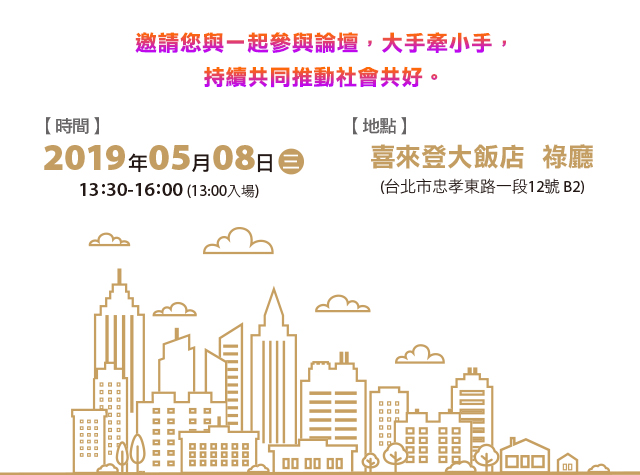 邀請您與一起參與論壇，大手牽小手，
持續共同推動社會共好。
【時間】
2019年05月08日 三
13:30-16:00 (13:00入場)
【地點】
喜來登大飯店 祿廳
(台北市忠孝東路一段12號 B2)